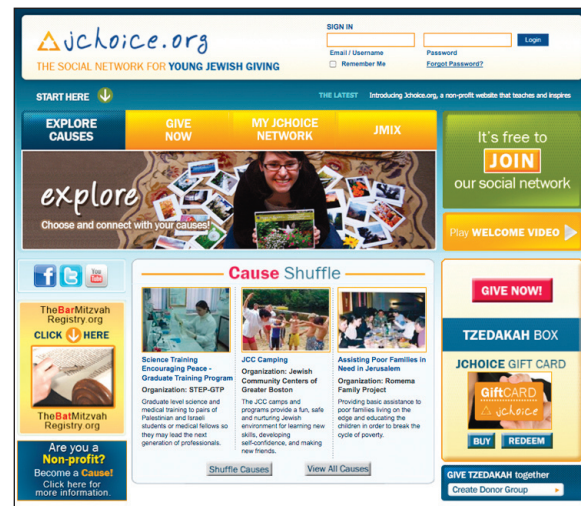 jchoice.org
THE SOCIAL NETWORK FOR YOUNG JEWISH GIVING
SIGN IN
Login
Email / Username
Password
Remember Me
Forgot Password?
START HERE
THE LATEST Introducing Jchoice.org, a non-profit website that teaches and inspires
EXPLORE
CAUSES
GIVE
NOW
MY JCHOICE
NETWORK
JMIX
It's free to
JOIN
our social network
explore
Choose and connect with your causes!
Play WELCOME VIDEO
f
t
You
Tube
TheBarMitzvah
Registry.org
CLICK HERE
TheBarMitzvah
Registry.org
Are you a
Non-profit?
Become a Cause!
Click here for
more information.
Cause Shuffle
Science Training
Encouraging Peace -
Graduate Training Program
Organization: STEP-GTP
Graduate level science and
medical training to pairs of
Palestinian and Israeli
students or medical fellows so
they may lead the next
generation of professionals.
JCC Camping
Organization: Jewish
Community Centers of
Greater Boston
The JCC camps and
programs provide a fun, safe
and nurturing Jewish
environment for learning new
skills, developing
self-confidence, and making
new friends.
Assisting Poor Families in
Need in Jerusalem
Organization: Romema
Family Project
Providing basic assistance to
poor families living on the
edge and educating the
children in order to break the
cycle of poverty.
Shuffle Causes
View All Causes
GIVE NOW!
TZEDAKAH BOX
JCHOICE GIFT CARD
GiftCARD
jchoice
BUY
REDEEM
GIVE TZEDAKAH together
Create Donor Group